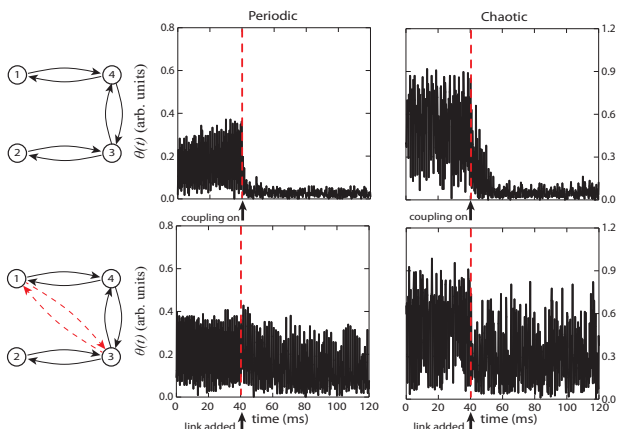 Periodic
Chaotic
1
4
2
3
θ(t) (arb. units)
0.8
0.6
0.4
0.2
0.0
1.2
0.9
0.6
0.3
0.0
coupling on
coupling on
1
4
2
3
θ(t) (arb. units)
0.8
0.6
0.4
0.2
0.0
1.2
0.9
0.6
0.3
0.0
0 20 40 60 80 100 120
time (ms)
0 20 40 60 80 100 120
time (ms)
link added
link added